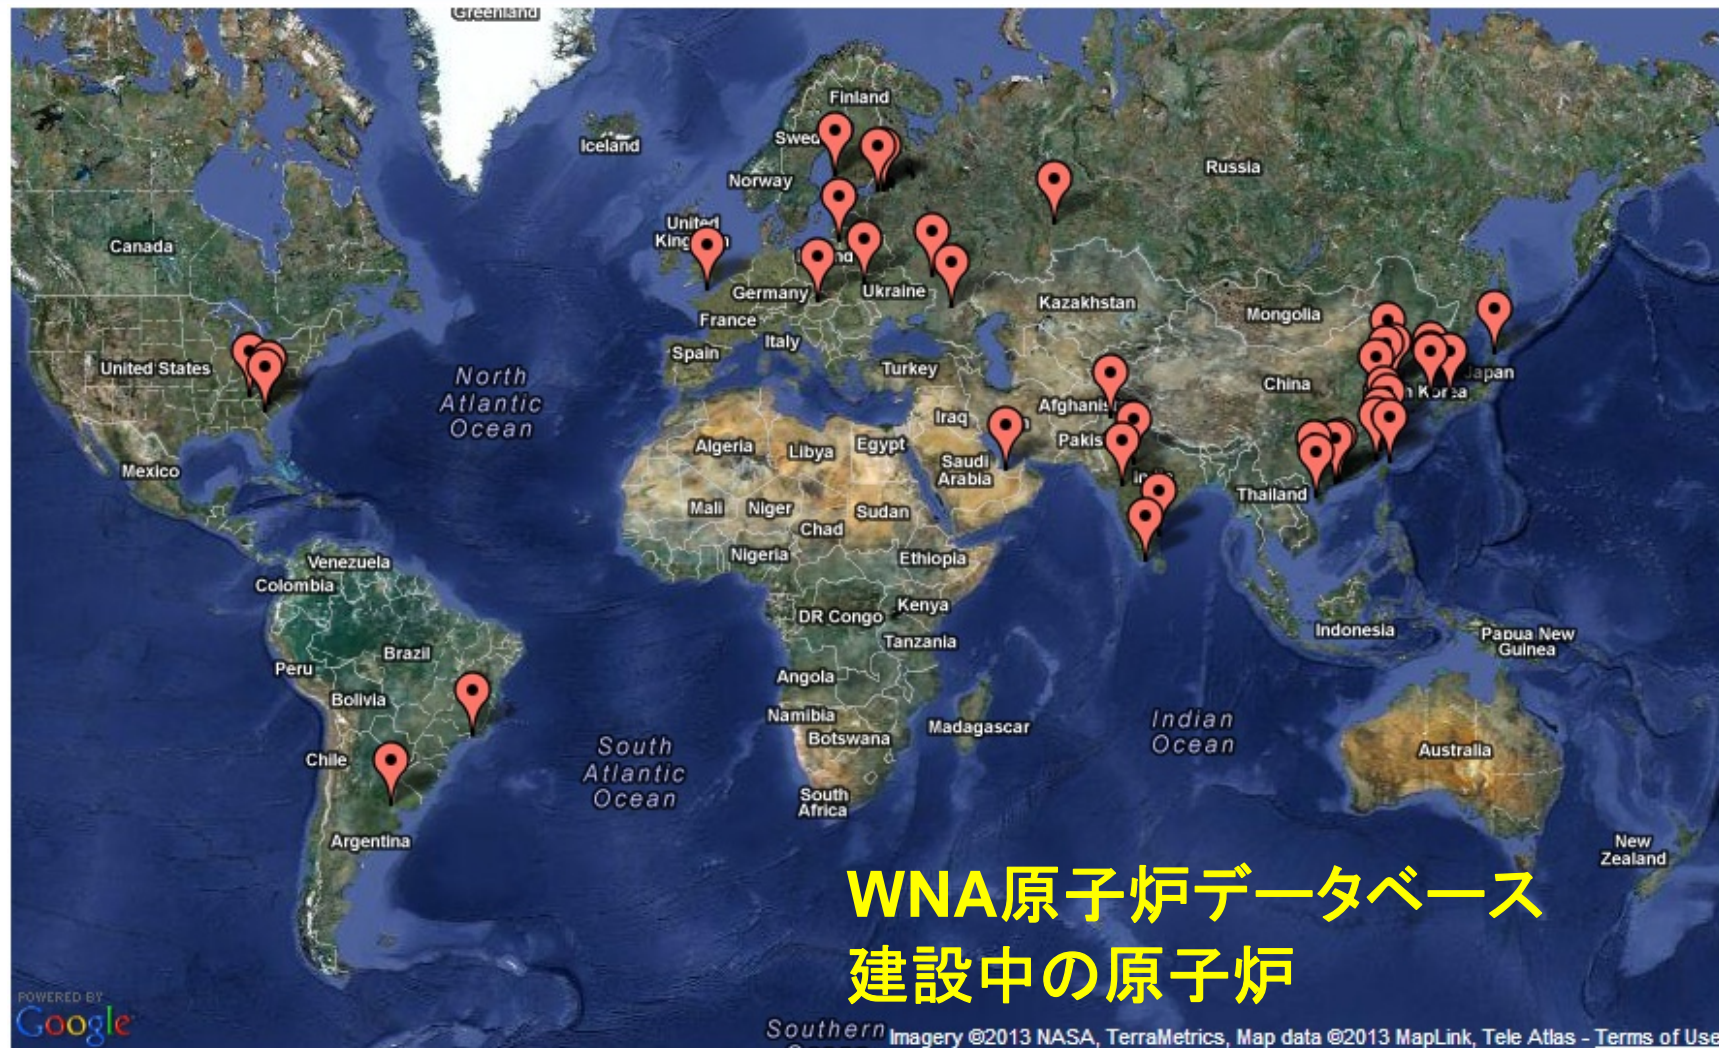 Greenland
Finland
Iceland
Norway
Russia
United
Canada
Germany
Ukraine
Kazakhstan
Mongolia
France
Italy
Spain
Turkey
United States
China
Japan
North
Atlantic
Ocean
Korea
Iraq
Algeria
Libya
Egypt
Saudi
Arabia
Mexico
Thailand
Mali
Niger
Sudan
Chad
Nigeria
Ethiopia
Venezuela
Colombia
Kenya
DR Congo
Indonesia
Papua New
Guinea
Tanzania
Brazil
Peru
Angola
Bolivia
Namibia
Botswana
Madagascar
Indian
Ocean
Chile
South
Atlantic
Ocean
Australia
South
Africa
Argentina
New
Zealand
WNA原子炉データベース
建設中の原子炉
POWERED BY
Google
Southern
Imagery ©2013 NASA, TerraMetrics, Map data ©2013 MapLink, Tele Atlas - Terms of Use